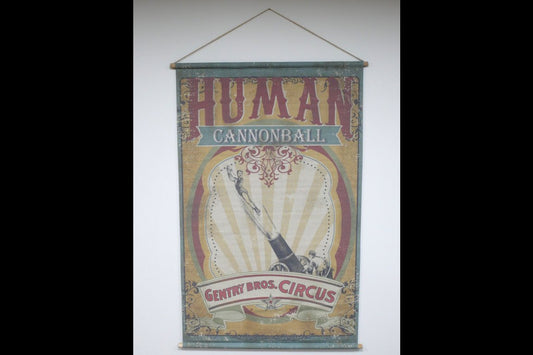 HUMAN
CANNONBALL
GENTRY BROS. CIRCUS